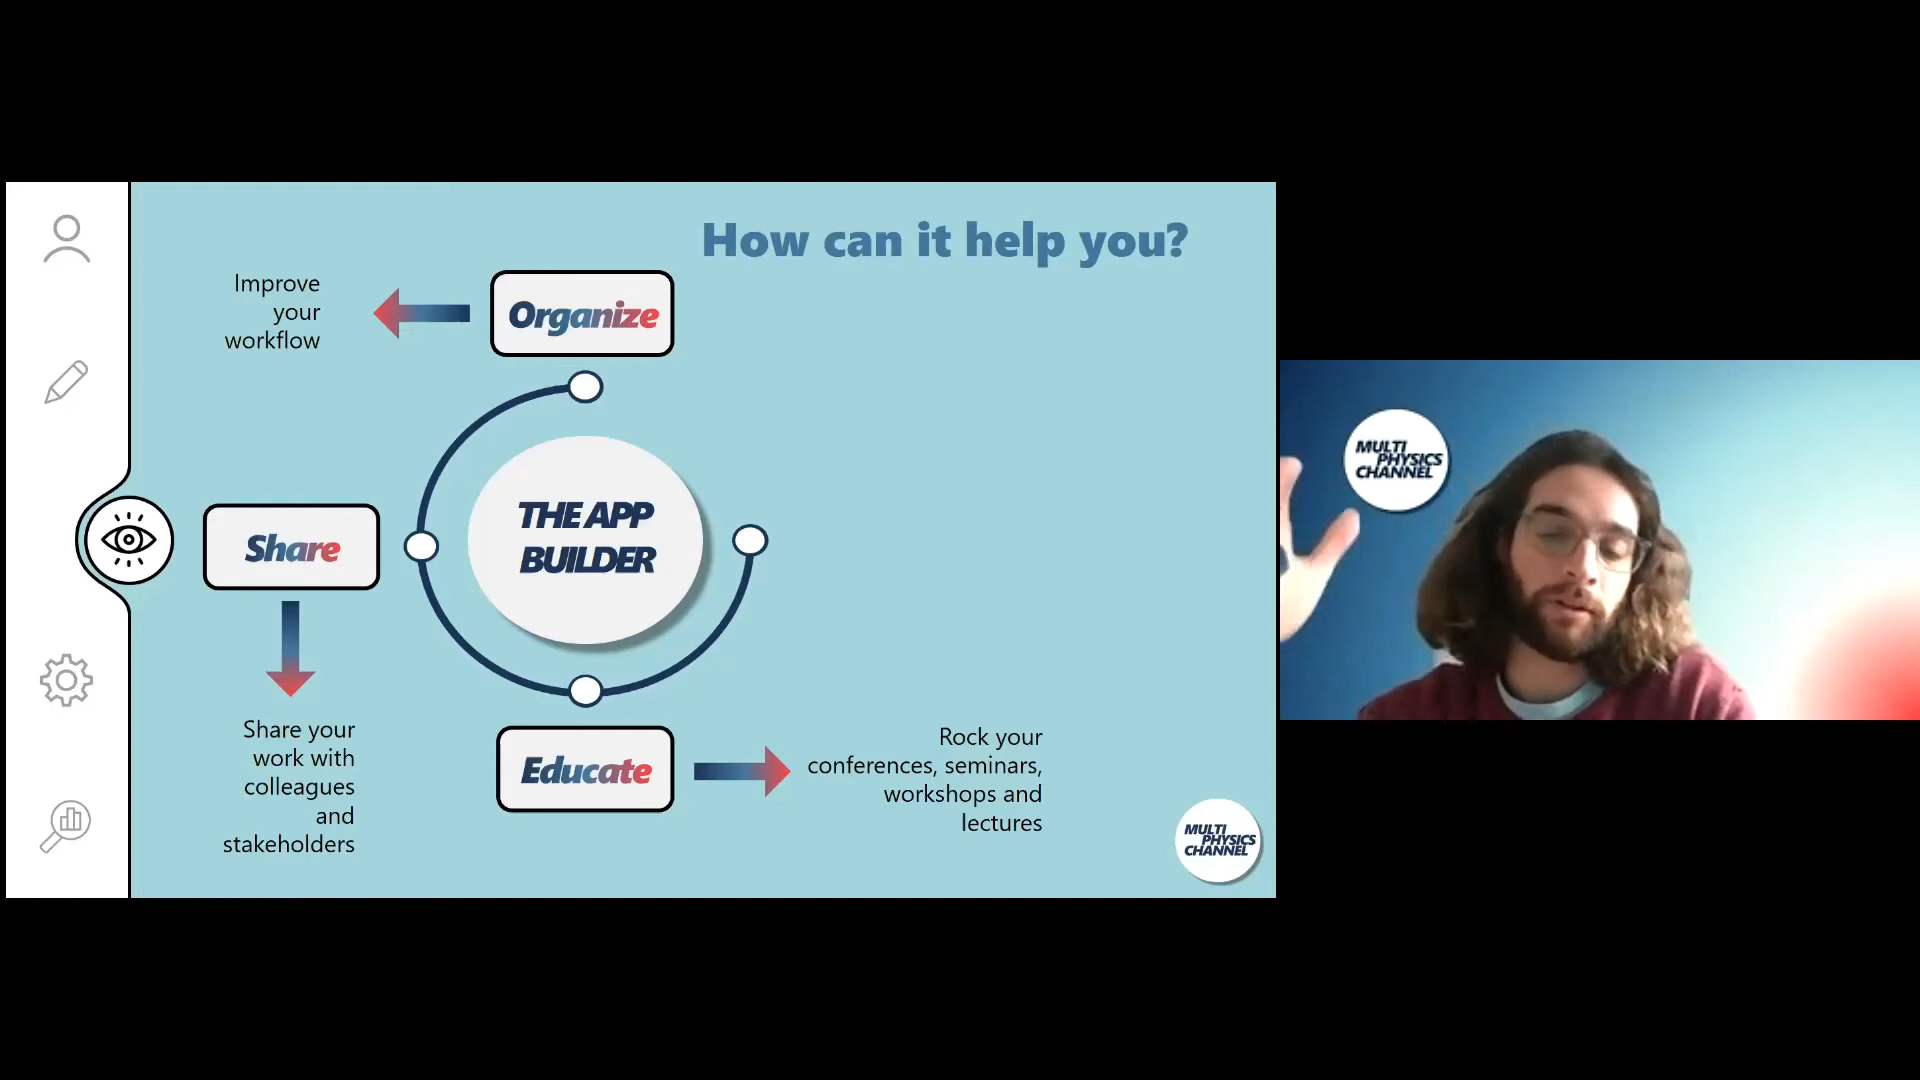 How can it help you?
Improve
your
workflow
Organize
THE APP
BUILDER
Share
Share your
work with
colleagues
and
stakeholders
Educate
Rock your
conferences, seminars,
workshops and
lectures
MULTI
PHYSICS
CHANNEL
MULTI
PHYSICS
CHANNEL